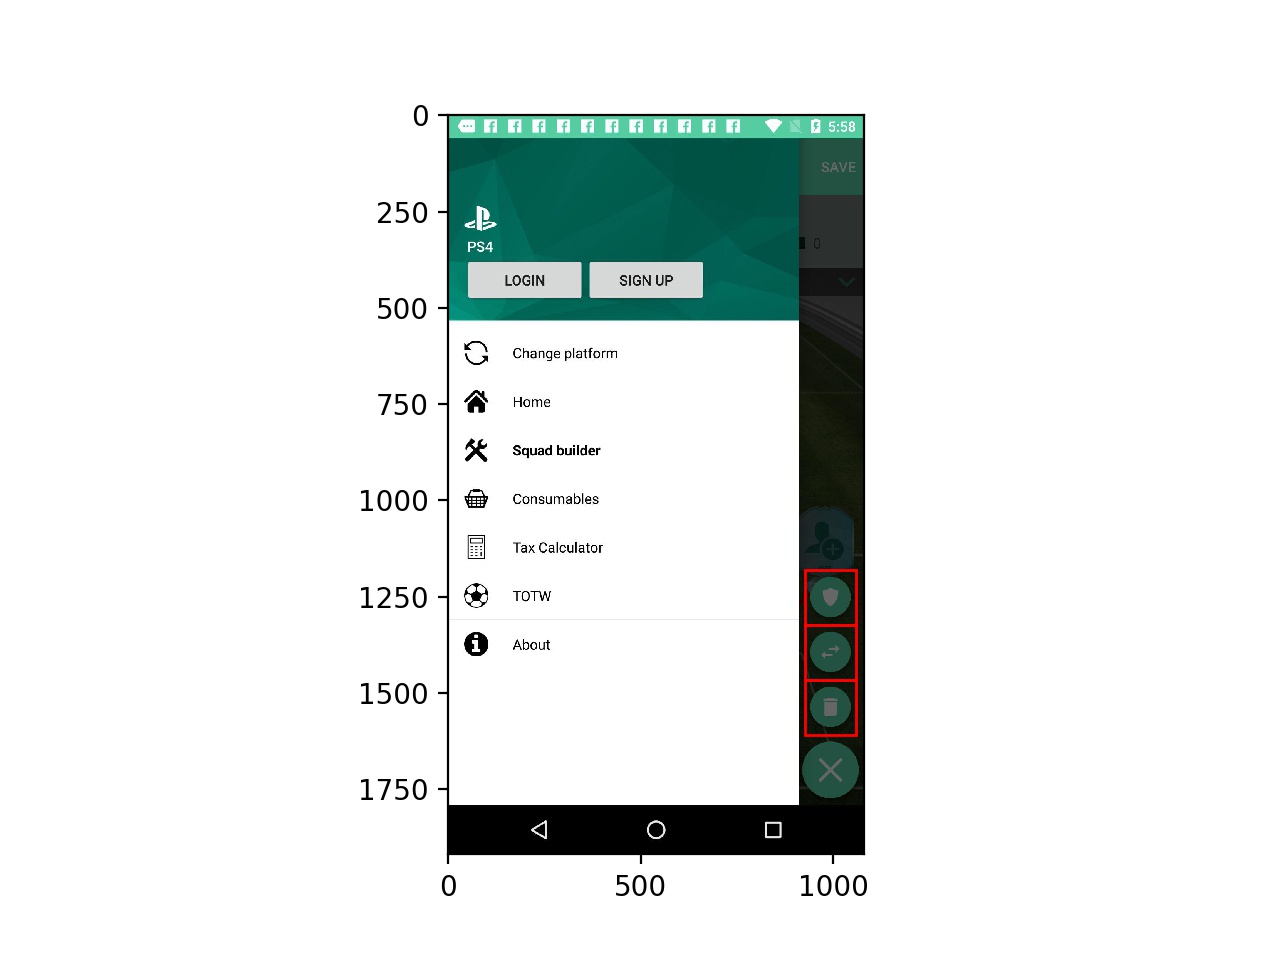 0
250
500
750
1000
1250
1500
1750
0
500
1000
5:58
SAVE
PS4
0
LOGIN
SIGN UP
Change platform
Home
Squad builder
Consumables
Tax Calculator
TOTW
About